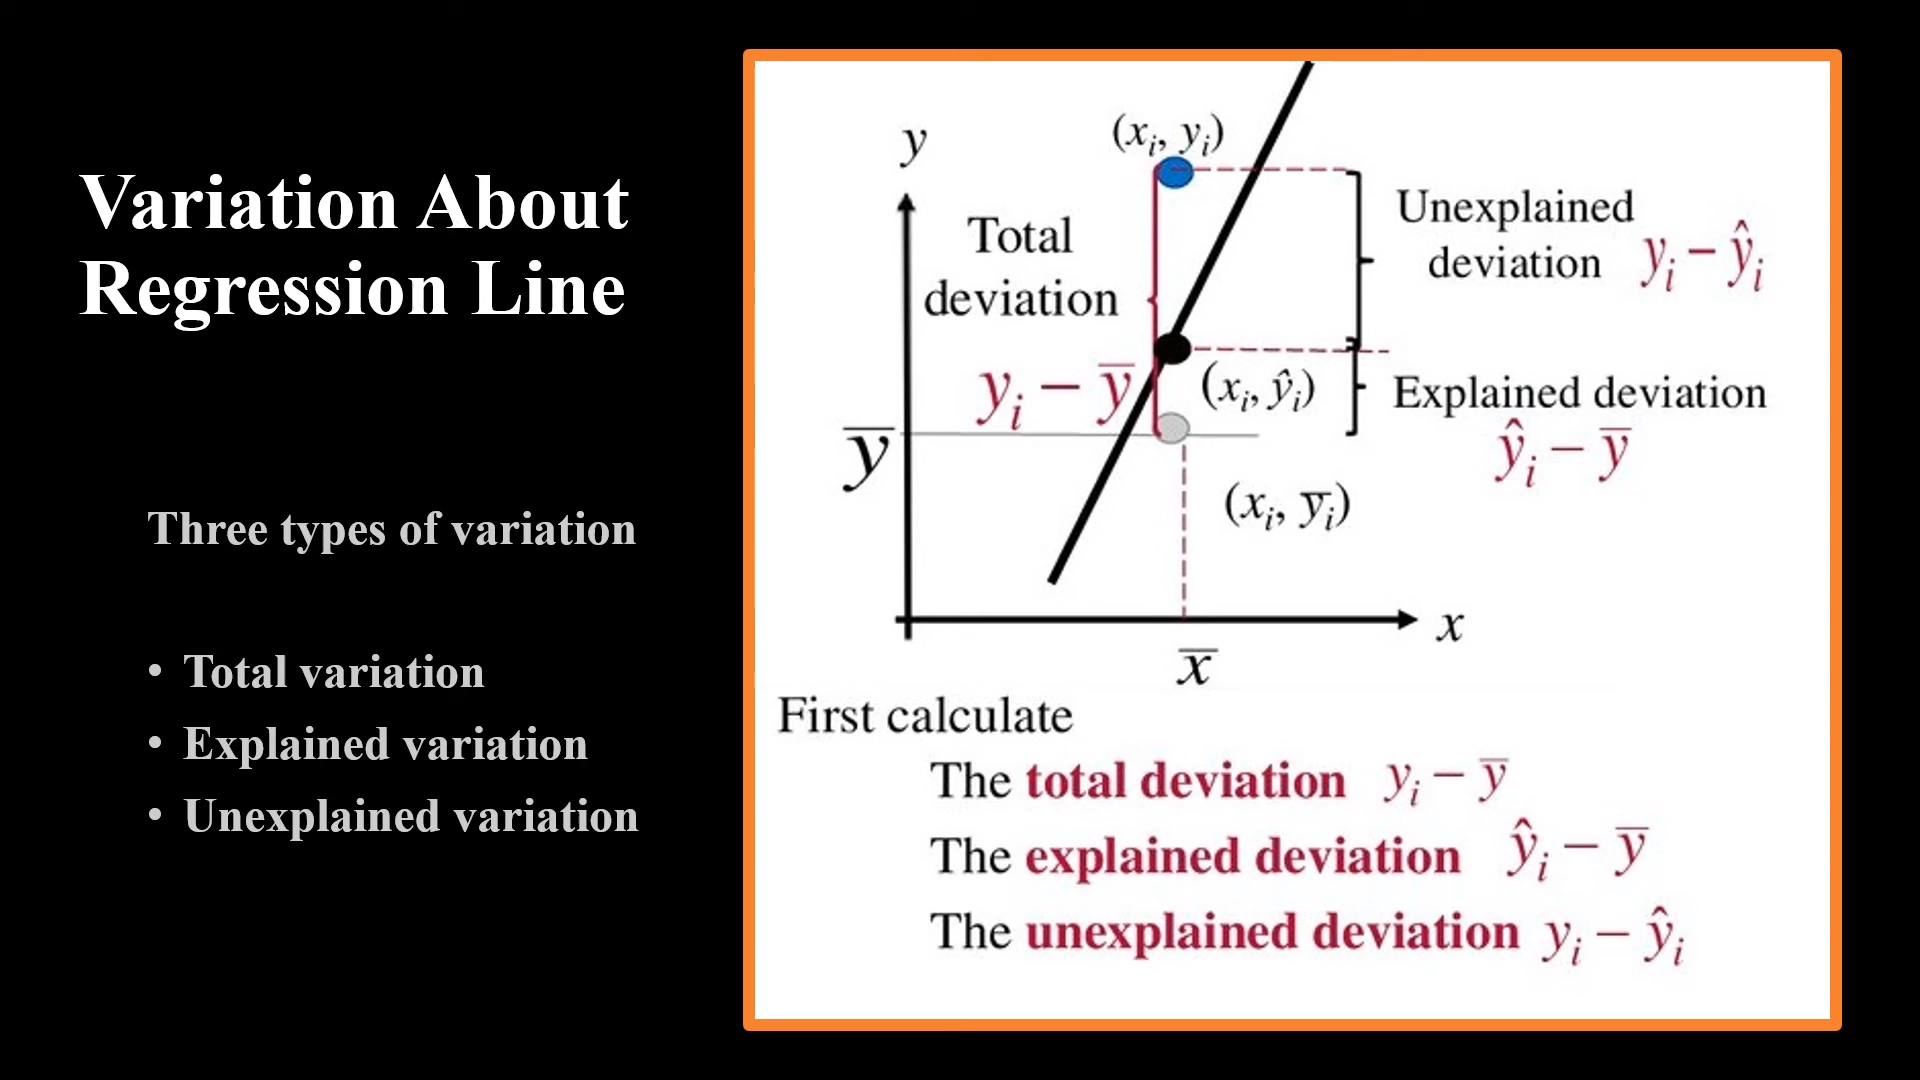 Variation About
Regression Line
Three types of variation
• Total variation
• Explained variation
• Unexplained variation
y
(xᵢ, yᵢ)
Total
deviation
yᵢ − y̅
Unexplained
deviation yᵢ − ŷᵢ
(xᵢ, ŷᵢ)
Explained deviation
ŷᵢ − y̅
y̅
(xᵢ, y̅ᵢ)
x
x̅
First calculate
The total deviation yᵢ − y̅
The explained deviation ŷᵢ − y̅
The unexplained deviation yᵢ − ŷᵢ